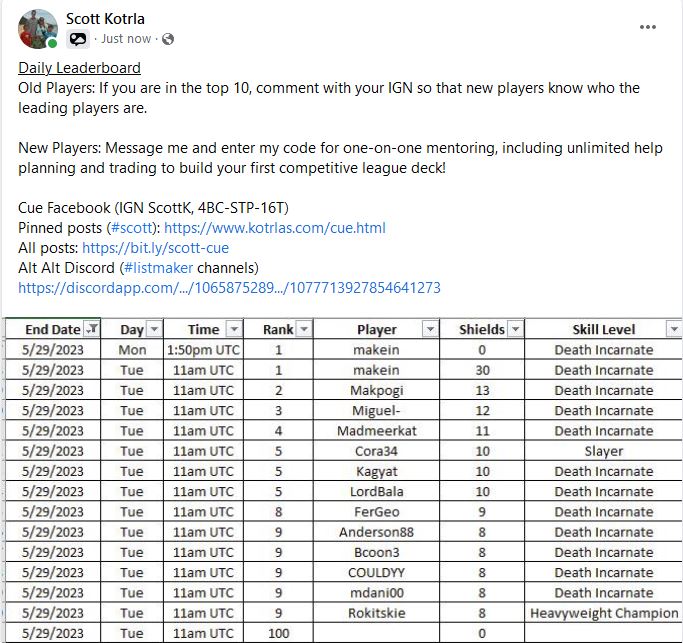 Scott Kotrla
· Just now ·
Daily Leaderboard
Old Players: If you are in the top 10, comment with your IGN so that new players know who the
leading players are.
New Players: Message me and enter my code for one-on-one mentoring, including unlimited help
planning and trading to build your first competitive league deck!
Cue Facebook (IGN ScottK, 4BC-STP-16T)
Pinned posts (#scott): https://www.kotrlas.com/cue.html
All posts: https://bit.ly/scott-cue
Alt Alt Discord (#listmaker channels)
https://discordapp.com/.../1065875289.../1077713927854641273
End Date Day Time Rank Player Shields Skill Level
5/29/2023 Mon 1:50pm UTC 1 makein 0 Death Incarnate
5/29/2023 Tue 11am UTC 1 makein 30 Death Incarnate
5/29/2023 Tue 11am UTC 2 Makpogi 13 Death Incarnate
5/29/2023 Tue 11am UTC 3 Miguel- 12 Death Incarnate
5/29/2023 Tue 11am UTC 4 Madmeerkat 11 Death Incarnate
5/29/2023 Tue 11am UTC 5 Cora34 10 Slayer
5/29/2023 Tue 11am UTC 5 Kagyat 10 Death Incarnate
5/29/2023 Tue 11am UTC 5 LordBala 10 Death Incarnate
5/29/2023 Tue 11am UTC 8 FerGeo 9 Death Incarnate
5/29/2023 Tue 11am UTC 9 Anderson88 8 Death Incarnate
5/29/2023 Tue 11am UTC 9 Bcoon3 8 Death Incarnate
5/29/2023 Tue 11am UTC 9 COULDYY 8 Death Incarnate
5/29/2023 Tue 11am UTC 9 mdani00 8 Death Incarnate
5/29/2023 Tue 11am UTC 9 Rokitskie 8 Heavyweight Champion
5/29/2023 Tue 11am UTC 100 0